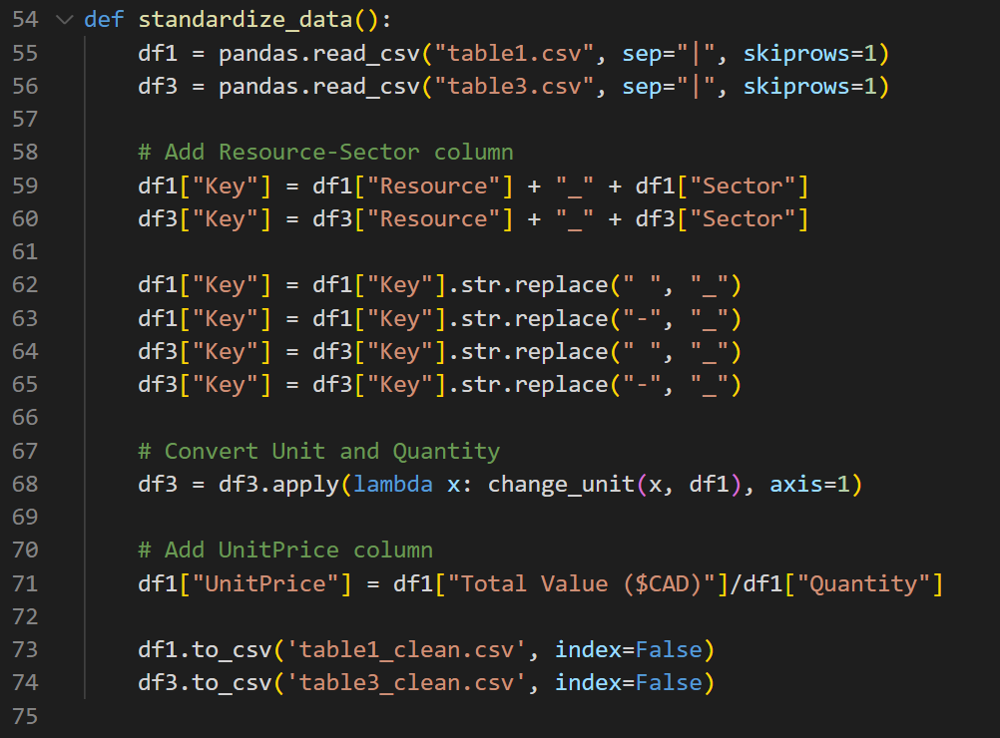 54 def standardize_data():
55     df1 = pandas.read_csv("table1.csv", sep="|", skiprows=1)
56     df3 = pandas.read_csv("table3.csv", sep="|", skiprows=1)
57
58     # Add Resource-Sector column
59     df1["Key"] = df1["Resource"] + "_" + df1["Sector"]
60     df3["Key"] = df3["Resource"] + "_" + df3["Sector"]
61
62     df1["Key"] = df1["Key"].str.replace(" ", "_")
63     df1["Key"] = df1["Key"].str.replace("-", "_")
64     df3["Key"] = df3["Key"].str.replace(" ", "_")
65     df3["Key"] = df3["Key"].str.replace("-", "_")
66
67     # Convert Unit and Quantity
68     df3 = df3.apply(lambda x: change_unit(x, df1), axis=1)
69
70     # Add UnitPrice column
71     df1["UnitPrice"] = df1["Total Value ($CAD)"]/df1["Quantity"]
72
73     df1.to_csv('table1_clean.csv', index=False)
74     df3.to_csv('table3_clean.csv', index=False)
75